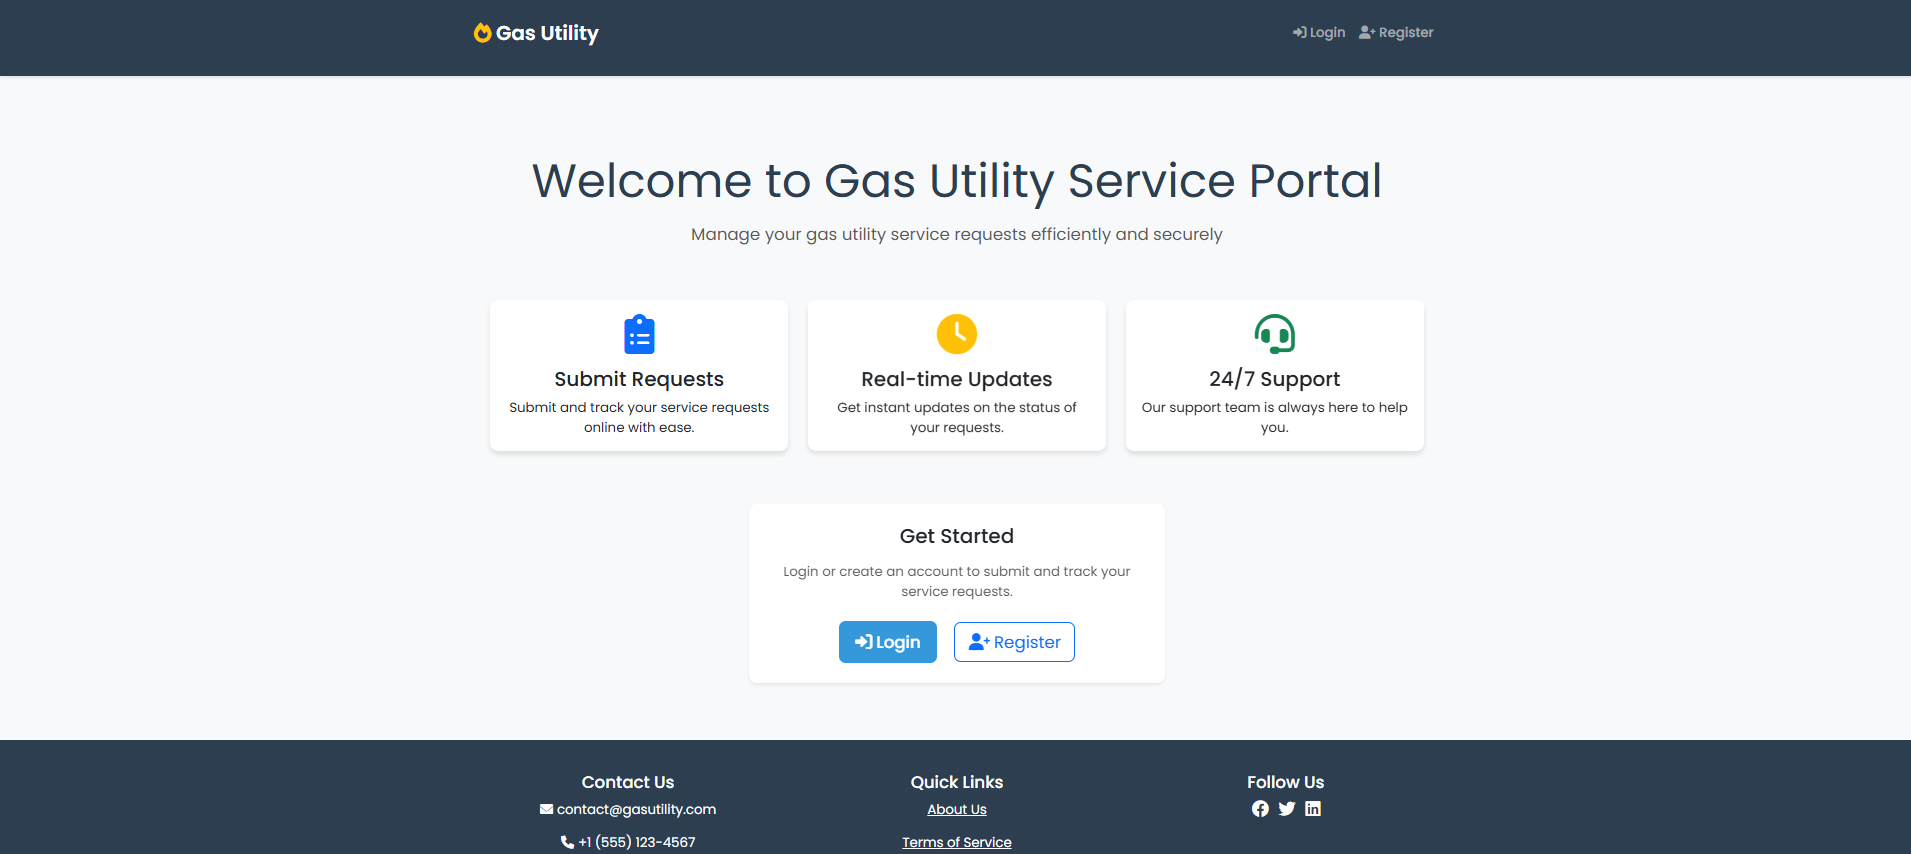 Gas Utility
Login
Register
Welcome to Gas Utility Service Portal
Manage your gas utility service requests efficiently and securely
Submit Requests
Submit and track your service requests
online with ease.
Real-time Updates
Get instant updates on the status of
your requests.
24/7 Support
Our support team is always here to help
you.
Get Started
Login or create an account to submit and track your
service requests.
Login
Register
Contact Us
contact@gasutility.com
+1 (555) 123-4567
Quick Links
About Us
Terms of Service
Follow Us